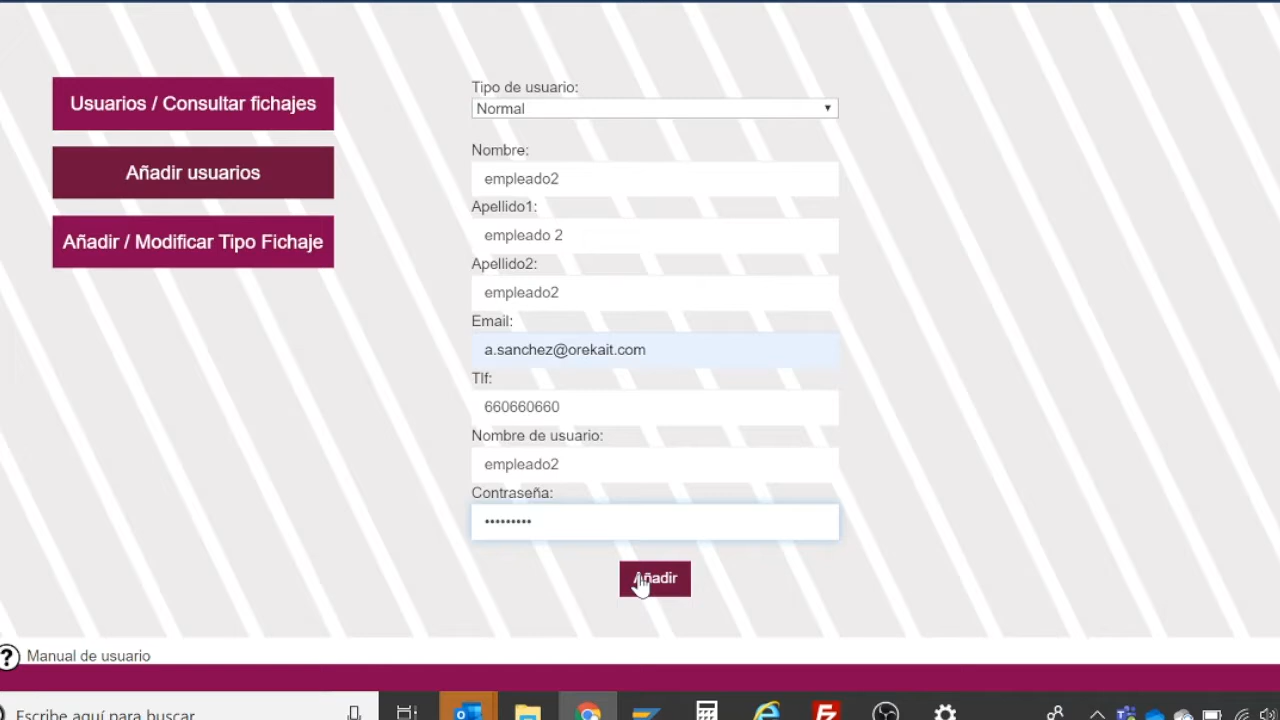 Usuarios / Consultar fichajes
Añadir usuarios
Añadir / Modificar Tipo Fichaje
Tipo de usuario:
Normal
Nombre:
empleado2
Apellido1:
empleado 2
Apellido2:
empleado2
Email:
a.sanchez@orekait.com
Tlf:
660660660
Nombre de usuario:
empleado2
Contraseña:
•••••••••
Añadir
? Manual de usuario
Escribe aquí para buscar